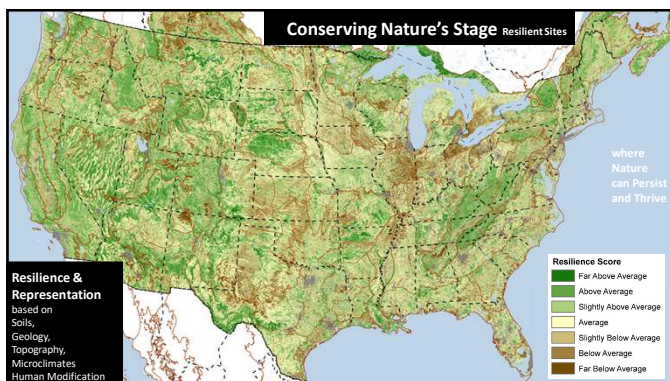 Conserving Nature's Stage Resilient Sites
where
Nature
can Persist
and Thrive
Resilience &
Representation
based on
Soils,
Geology,
Topography,
Microclimates
Human Modification
Resilience Score
Far Above Average
Above Average
Slightly Above Average
Average
Slightly Below Average
Below Average
Far Below Average